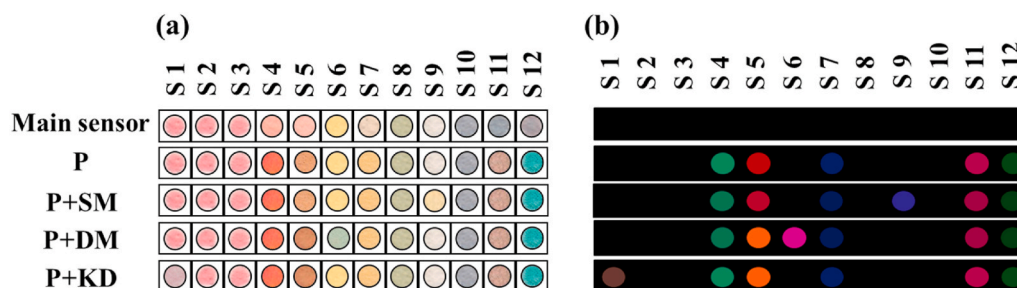 (a)
(b)
S 1 S 2 S 3 S 4 S 5 S 6 S 7 S 8 S 9 S 10 S 11 S 12
S 1 S 2 S 3 S 4 S 5 S 6 S 7 S 8 S 9 S 10 S 11 S 12
Main sensor
P
P+SM
P+DM
P+KD